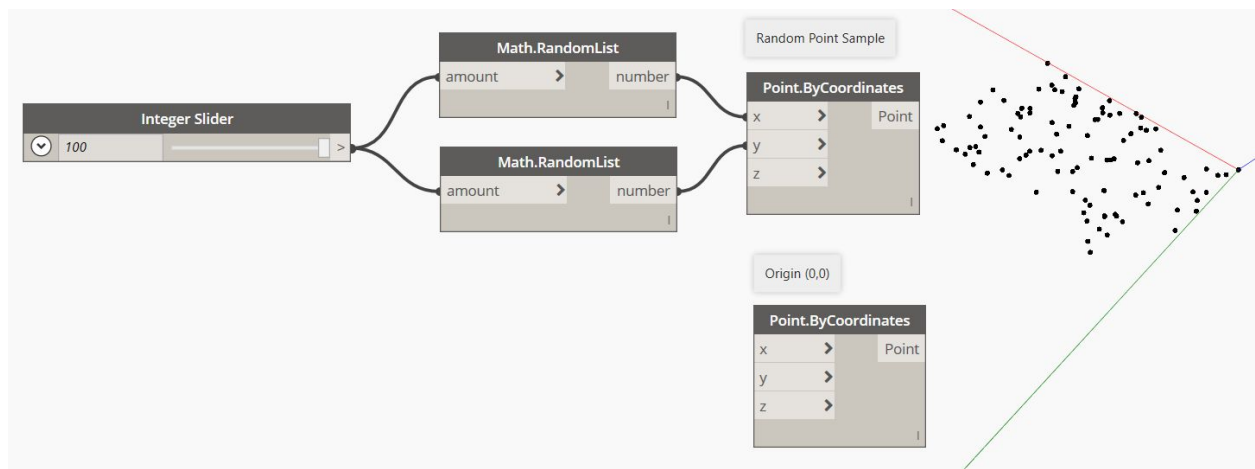 Random Point Sample
Math.RandomList
amount > number
Point.ByCoordinates
x > Point
y >
z >
Integer Slider
100 >
Math.RandomList
amount > number
Origin (0,0)
Point.ByCoordinates
x > Point
y >
z >